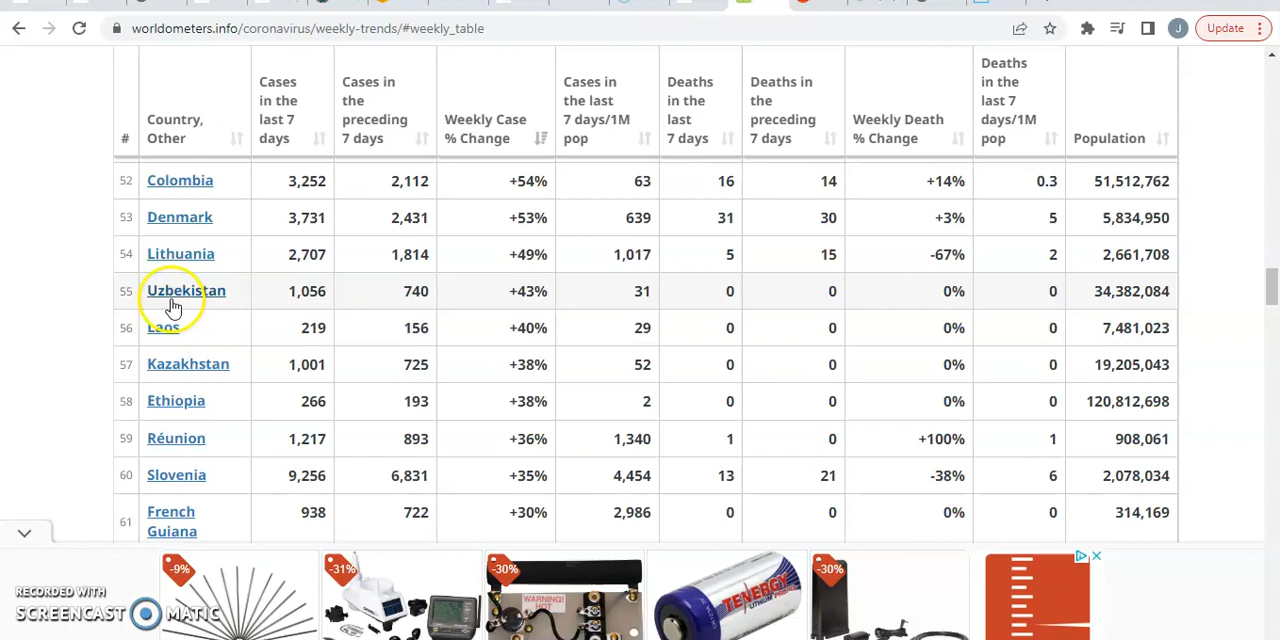 worldometers.info/coronavirus/weekly-trends/#weekly_table
J
Update
# Country, Other Cases in the last 7 days Cases in the preceding 7 days Weekly Case % Change Cases in the last 7 days/1M pop Deaths in the last 7 days Deaths in the preceding 7 days Weekly Death % Change Deaths in the last 7 days/1M pop Population
52 Colombia 3,252 2,112 +54% 63 16 14 +14% 0.3 51,512,762
53 Denmark 3,731 2,431 +53% 639 31 30 +3% 5 5,834,950
54 Lithuania 2,707 1,814 +49% 1,017 5 15 -67% 2 2,661,708
55 Uzbekistan 1,056 740 +43% 31 0 0 0% 0 34,382,084
56 Laos 219 156 +40% 29 0 0 0% 0 7,481,023
57 Kazakhstan 1,001 725 +38% 52 0 0 0% 0 19,205,043
58 Ethiopia 266 193 +38% 2 0 0 0% 0 120,812,698
59 Réunion 1,217 893 +36% 1,340 1 0 +100% 1 908,061
60 Slovenia 9,256 6,831 +35% 4,454 13 21 -38% 6 2,078,034
61 French Guiana 938 722 +30% 2,986 0 0 0% 0 314,169
-9%
-31%
-30%
WARNING!
HOT
TENERGY
LITHIUM
-30%
RECORDED WITH
SCREENCAST MATIC